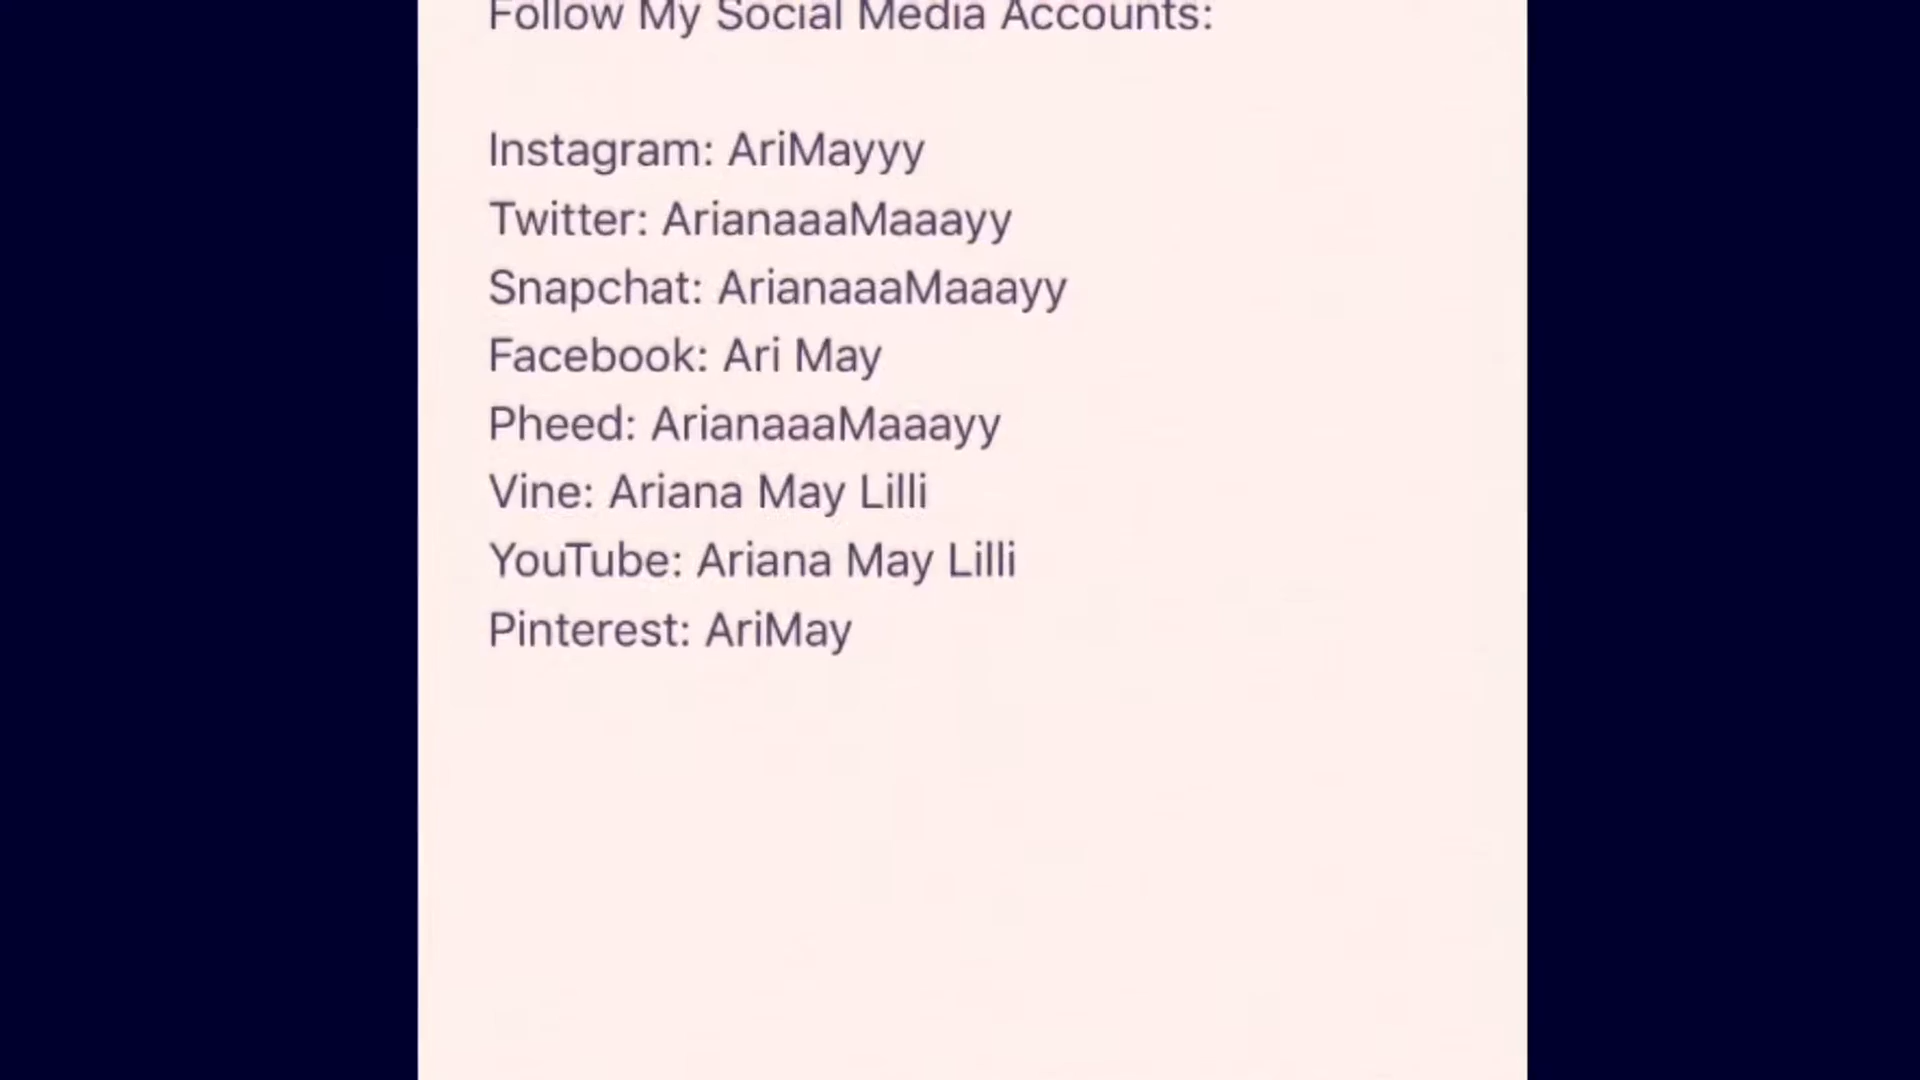 Follow My Social Media Accounts:
Instagram: AriMayyy
Twitter: ArianaaaMaaayy
Snapchat: ArianaaaMaaayy
Facebook: Ari May
Pheed: ArianaaaMaaayy
Vine: Ariana May Lilli
YouTube: Ariana May Lilli
Pinterest: AriMay